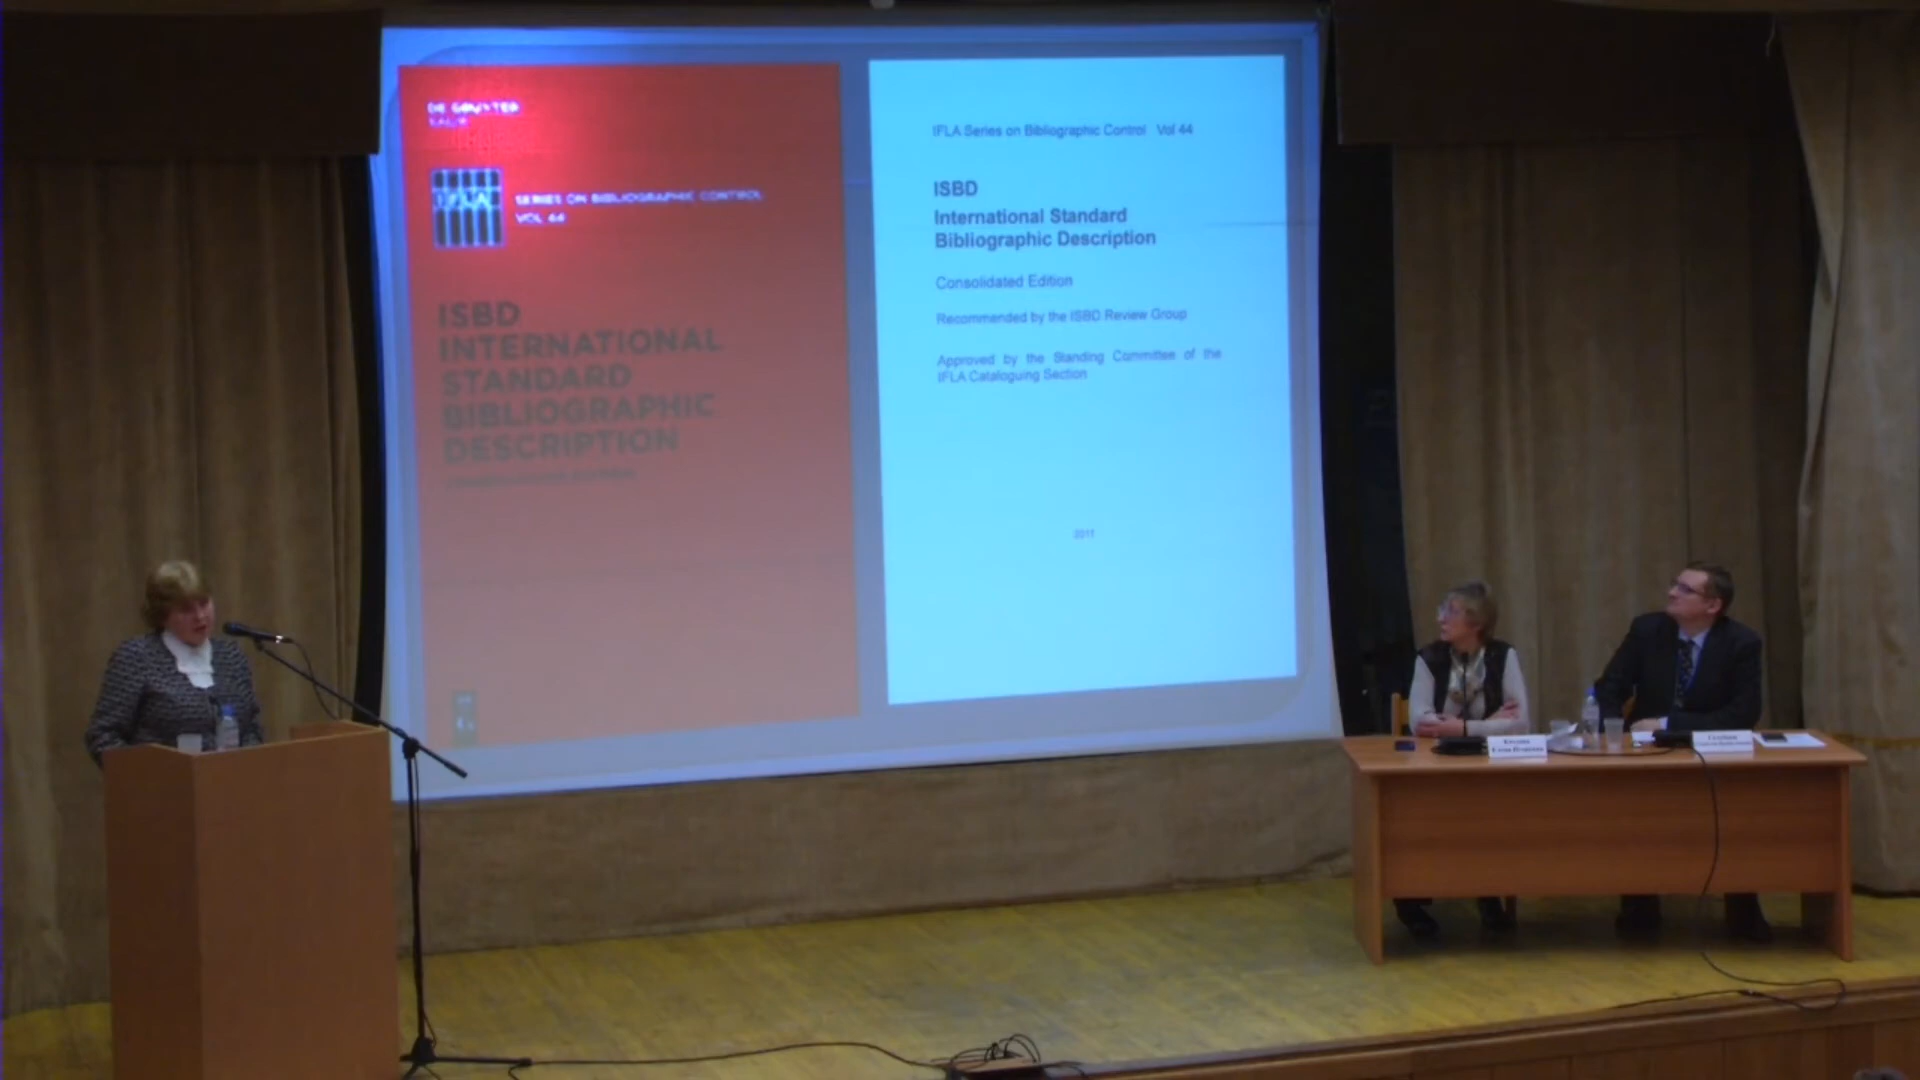 DE GRUYTER
SAUR
IFLA
SERIES ON BIBLIOGRAPHIC CONTROL
VOL 44
ISBD
INTERNATIONAL
STANDARD
BIBLIOGRAPHIC
DESCRIPTION
IFLA Series on Bibliographic Control Vol 44
ISBD
International Standard
Bibliographic Description
Consolidated Edition
Recommended by the ISBD Review Group
Approved by the Standing Committee of the
IFLA Cataloguing Section
2011